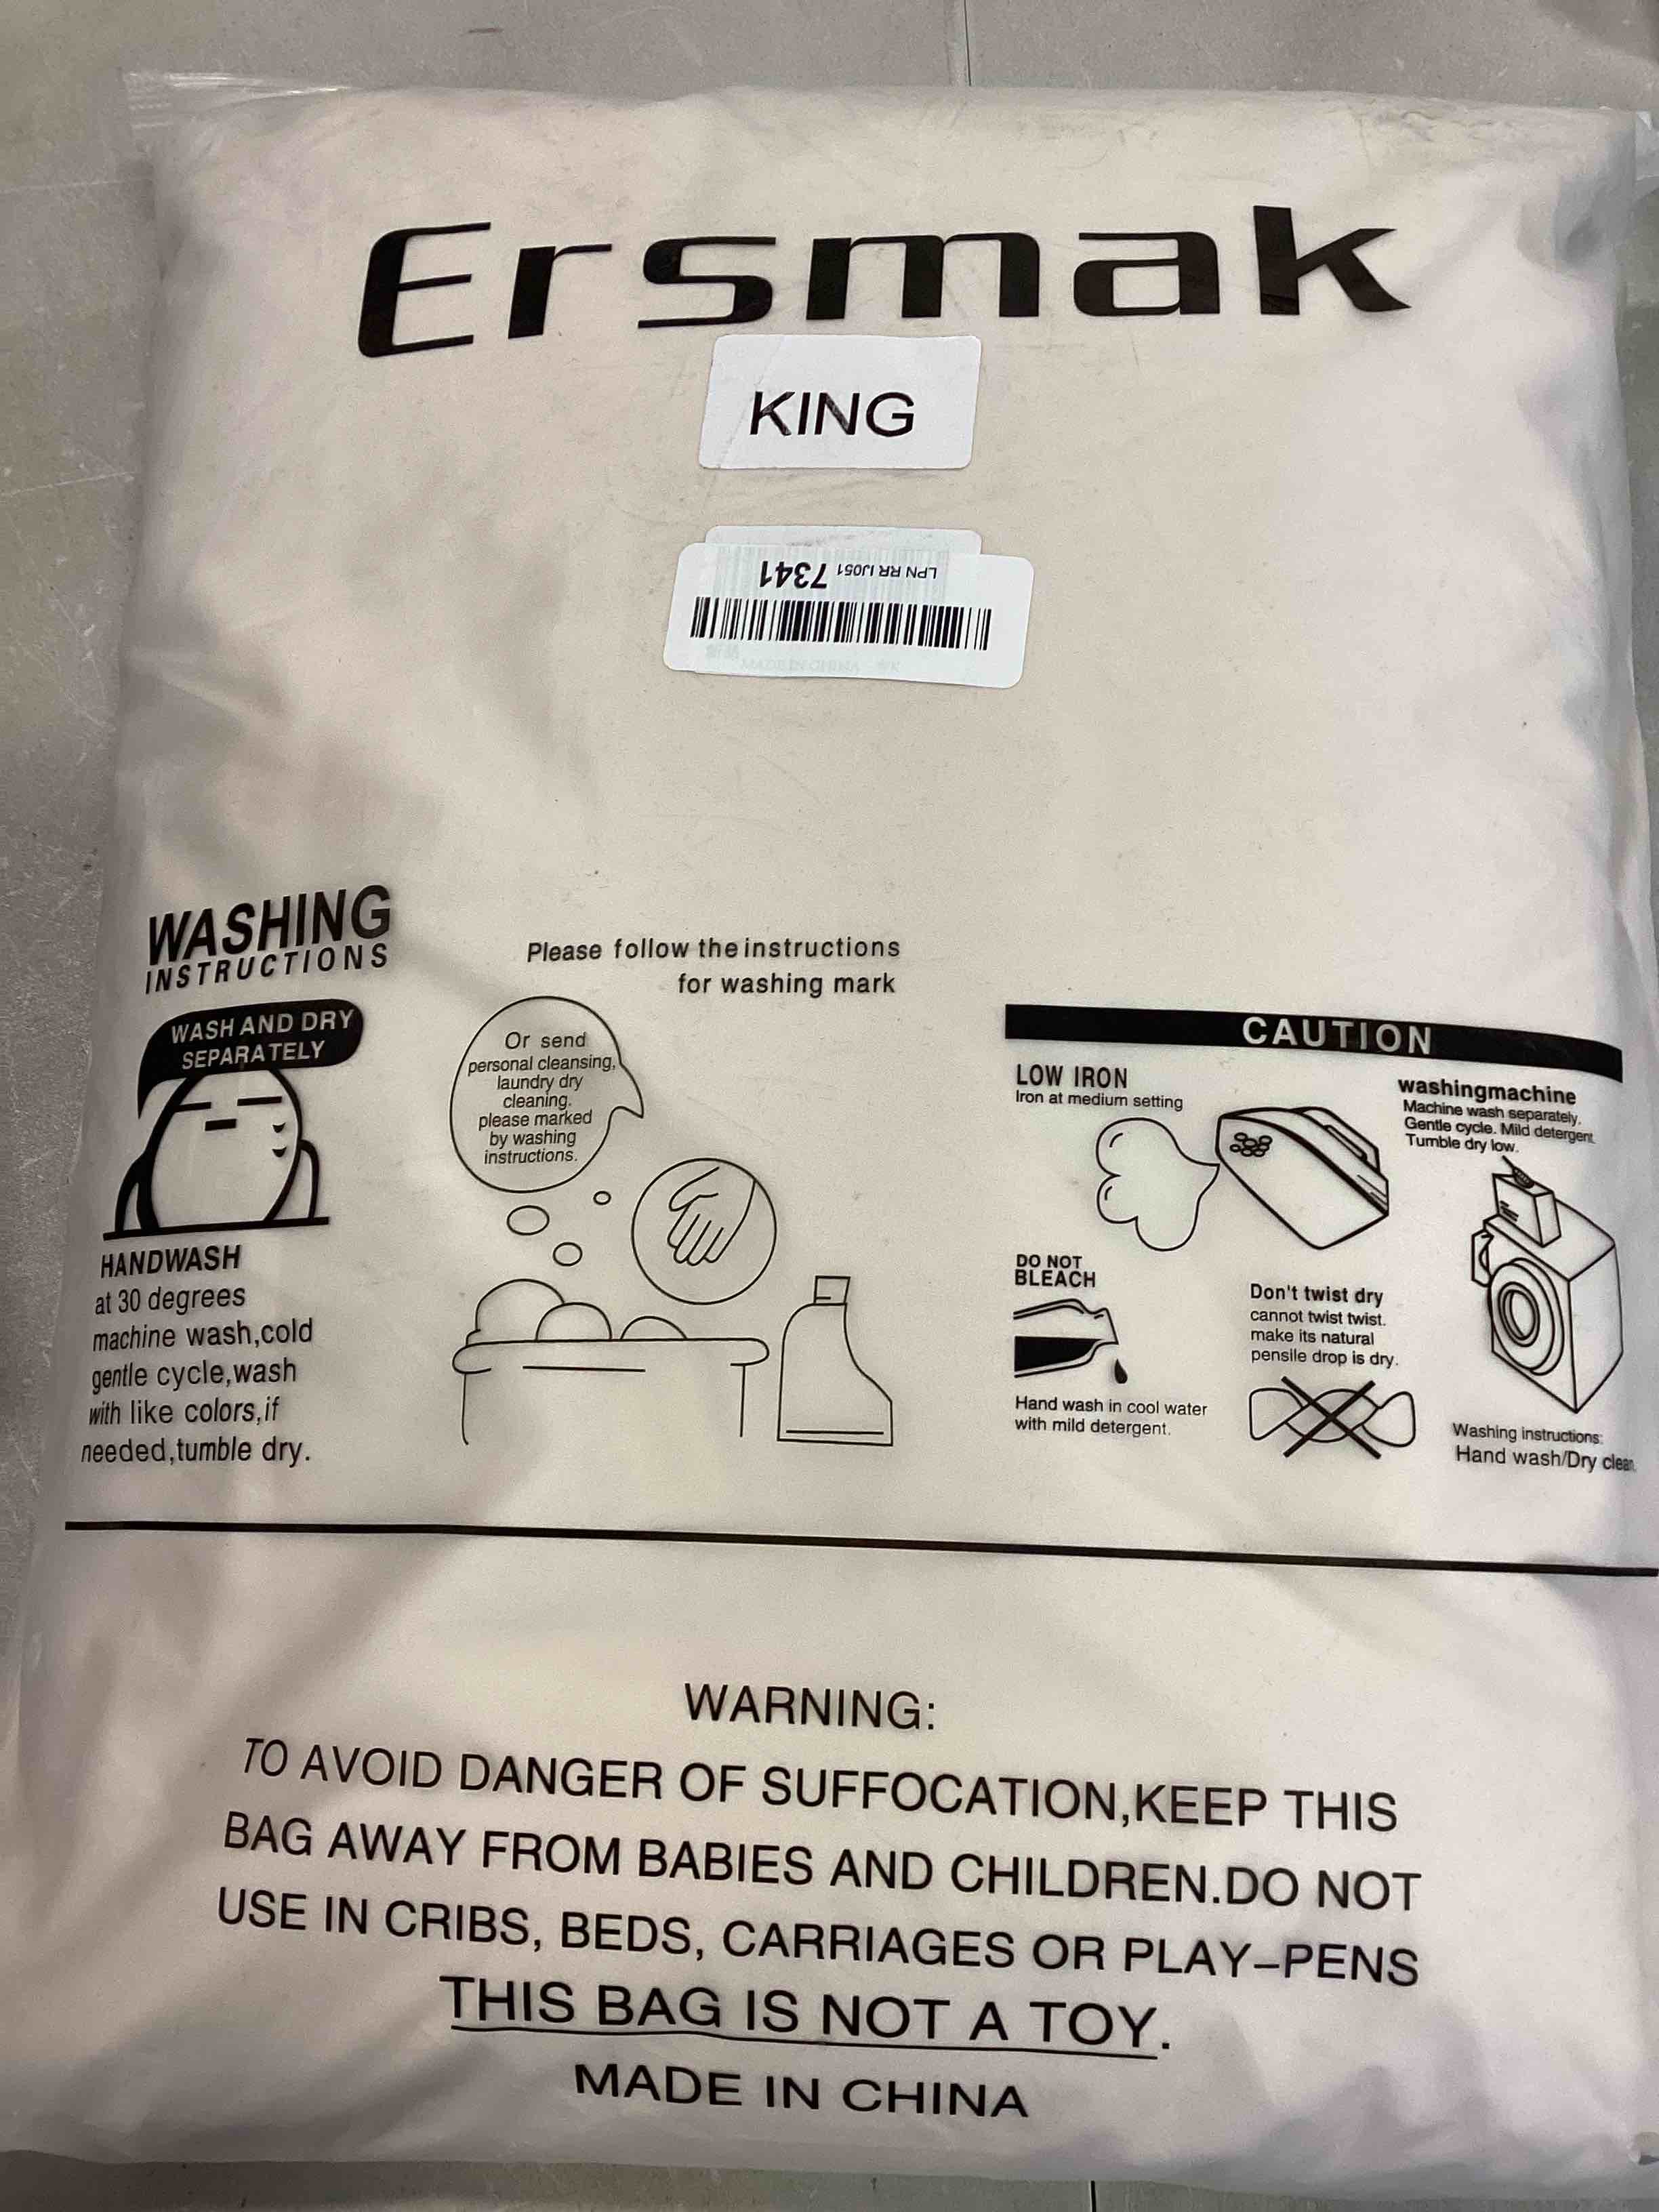 Ersmak
KING
LPN RR IJ051 7341
MADE IN CHINA
WASHING
INSTRUCTIONS
WASH AND DRY
SEPARATELY
HANDWASH
at 30 degrees
machine wash,cold
gentle cycle,wash
with like colors,if
needed,tumble dry.
Please follow the instructions
for washing mark
Or send
personal cleansing,
laundry dry
cleaning.
please marked
by washing
instructions.
CAUTION
LOW IRON
Iron at medium setting
washingmachine
Machine wash separately.
Gentle cycle. Mild detergent.
Tumble dry low.
DO NOT
BLEACH
Hand wash in cool water
with mild detergent.
Don't twist dry
cannot twist twist.
make its natural
pensile drop is dry.
Washing instructions:
Hand wash/Dry clean.
WARNING:
TO AVOID DANGER OF SUFFOCATION,KEEP THIS
BAG AWAY FROM BABIES AND CHILDREN.DO NOT
USE IN CRIBS, BEDS, CARRIAGES OR PLAY–PENS
THIS BAG IS NOT A TOY.
MADE IN CHINA